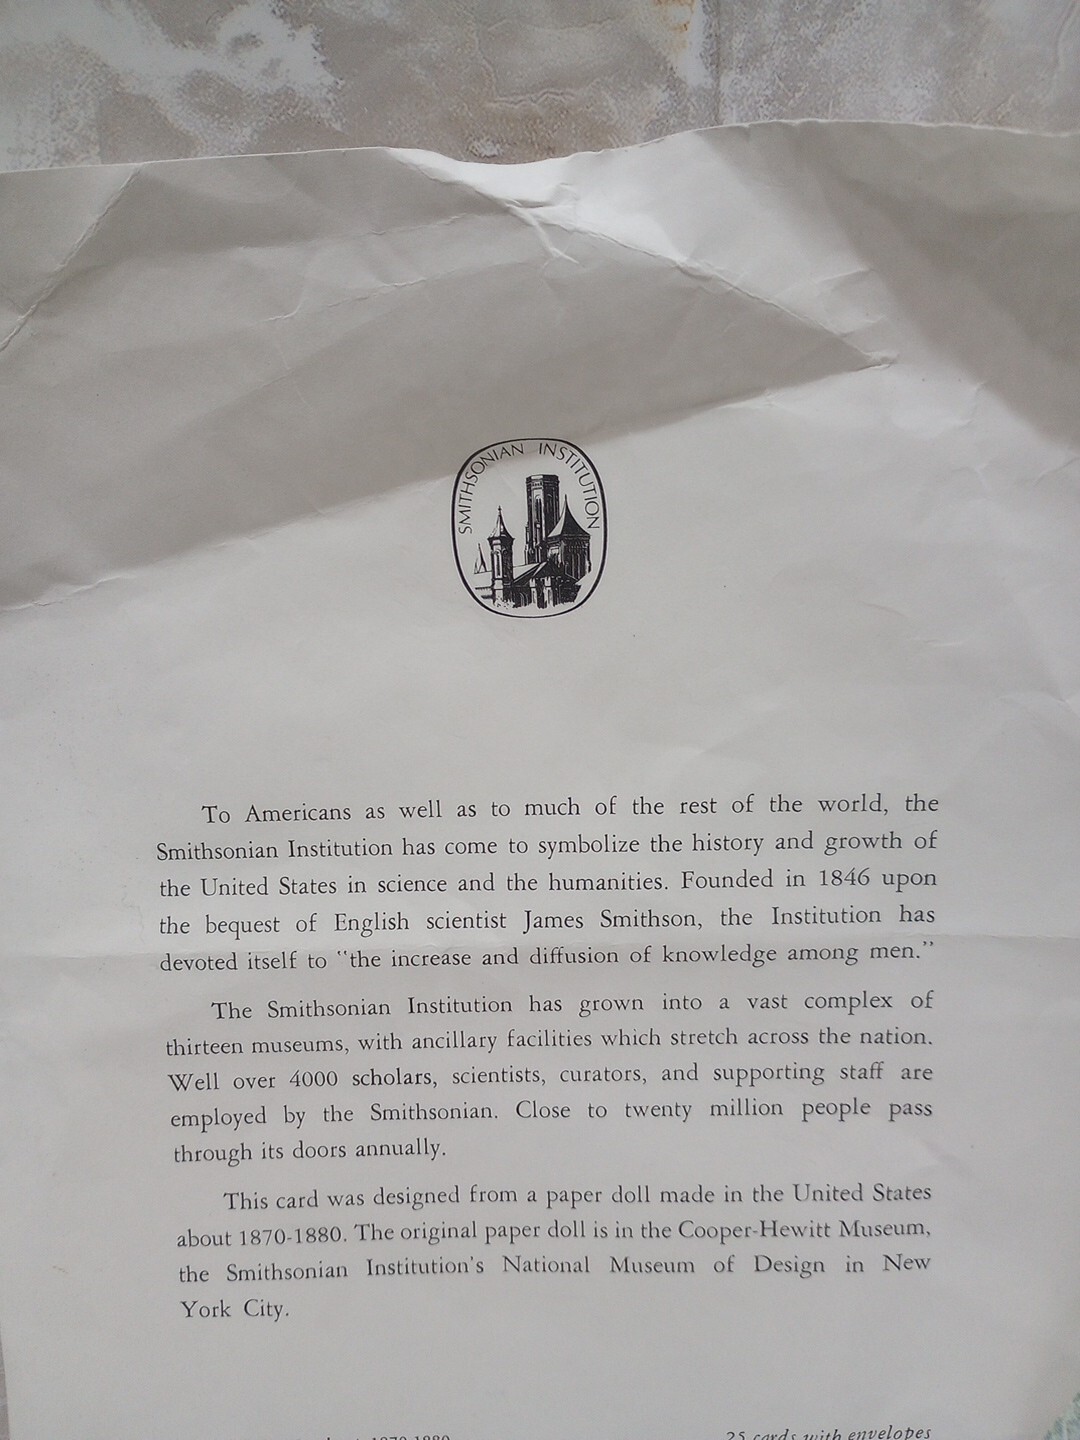 SMITHSONIAN INSTITUTION
To Americans as well as to much of the rest of the world, the
Smithsonian Institution has come to symbolize the history and growth of
the United States in science and the humanities. Founded in 1846 upon
the bequest of English scientist James Smithson, the Institution has
devoted itself to "the increase and diffusion of knowledge among men."
The Smithsonian Institution has grown into a vast complex of
thirteen museums, with ancillary facilities which stretch across the nation.
Well over 4000 scholars, scientists, curators, and supporting staff are
employed by the Smithsonian. Close to twenty million people pass
through its doors annually.
This card was designed from a paper doll made in the United States
about 1870-1880. The original paper doll is in the Cooper-Hewitt Museum,
the Smithsonian Institution's National Museum of Design in New
York City.
1870-1880
25 cards with envelopes